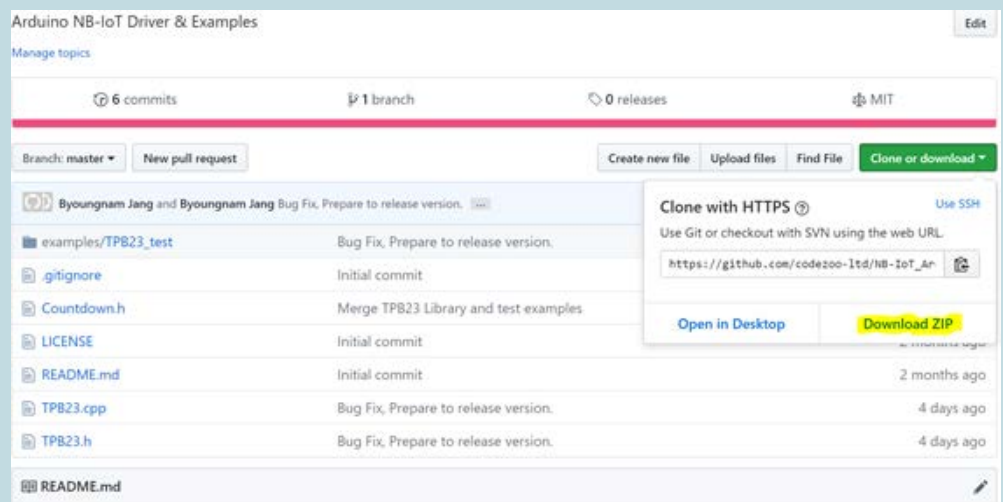 Arduino NB-IoT Driver & Examples
Edit
Manage topics
6 commits
1 branch
0 releases
MIT
Branch: master
New pull request
Create new file
Upload files
Find File
Clone or download
Byoungnam Jang and Byoungnam Jang Bug Fix, Prepare to release version. ...
Clone with HTTPS
Use SSH
Use Git or checkout with SVN using the web URL.
https://github.com/codezoo-ltd/NB-IoT_Ar
Open in Desktop
Download ZIP
examples/TPB23_test
Bug Fix, Prepare to release version.
.gitignore
Initial commit
Countdown.h
Merge TPB23 Library and test examples
LICENSE
Initial commit
2 months ago
README.md
Initial commit
2 months ago
TPB23.cpp
Bug Fix, Prepare to release version.
4 days ago
TPB23.h
Bug Fix, Prepare to release version.
4 days ago
README.md